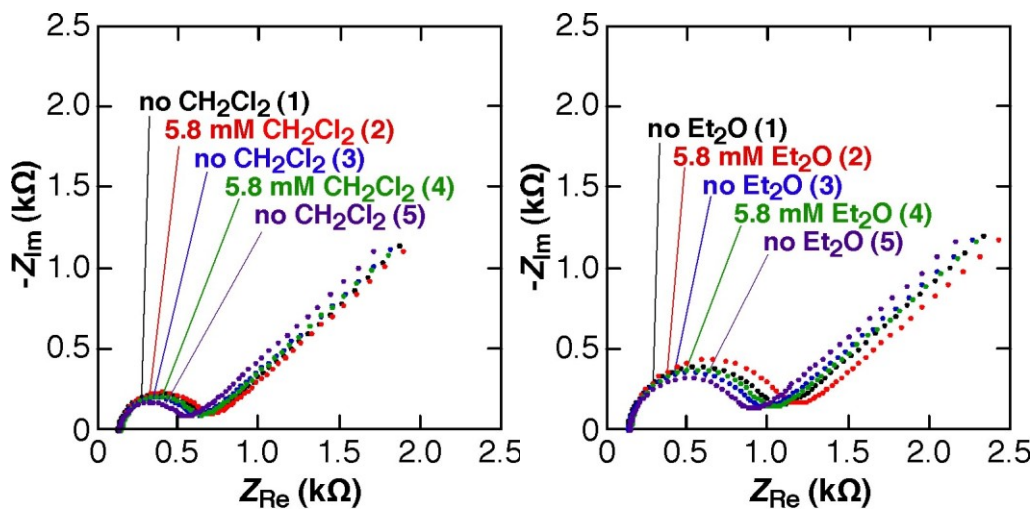 2.5
2.0
1.5
1.0
0.5
0
-Z_Im (kΩ)
no CH₂Cl₂ (1)
5.8 mM CH₂Cl₂ (2)
no CH₂Cl₂ (3)
5.8 mM CH₂Cl₂ (4)
no CH₂Cl₂ (5)
0 0.5 1.0 1.5 2.0 2.5
Z_Re (kΩ)
2.5
2.0
1.5
1.0
0.5
0
-Z_Im (kΩ)
no Et₂O (1)
5.8 mM Et₂O (2)
no Et₂O (3)
5.8 mM Et₂O (4)
no Et₂O (5)
0 0.5 1.0 1.5 2.0 2.5
Z_Re (kΩ)